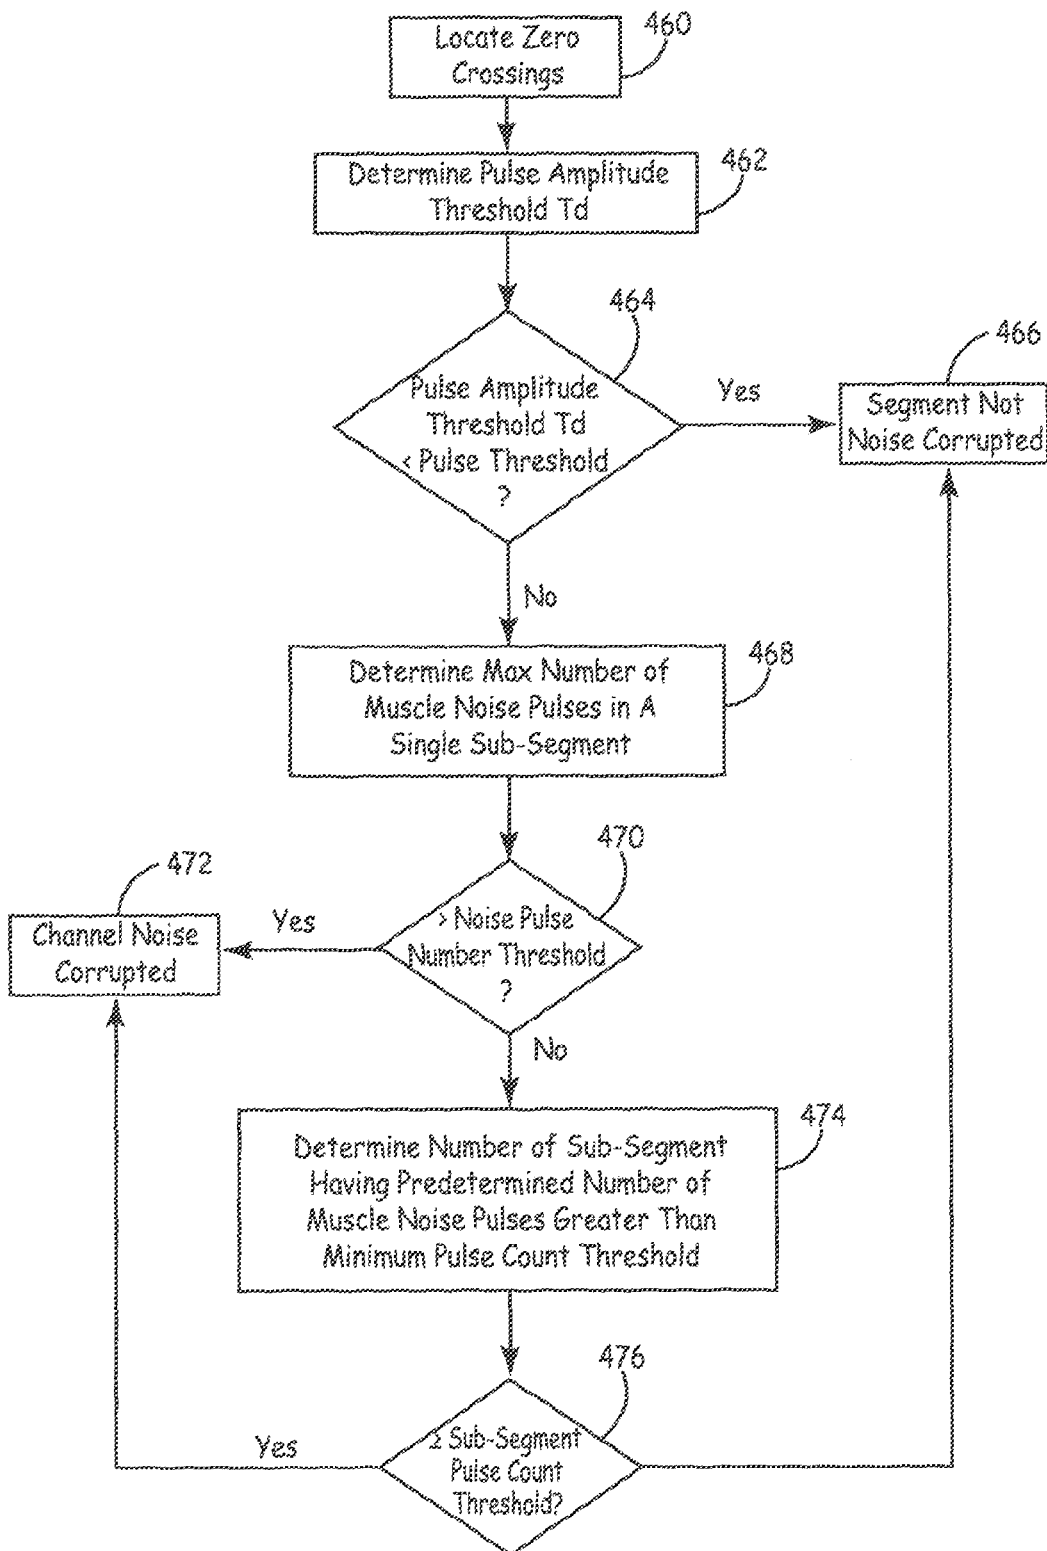 460
Locate Zero
Crossings
462
Determine Pulse Amplitude
Threshold Td
464
Pulse Amplitude
Threshold Td
< Pulse Threshold
?
Yes
466
Segment Not
Noise Corrupted
No
468
Determine Max Number of
Muscle Noise Pulses in A
Single Sub-Segment
470
> Noise Pulse
Number Threshold
?
Yes
472
Channel Noise
Corrupted
No
474
Determine Number of Sub-Segment
Having Predetermined Number of
Muscle Noise Pulses Greater Than
Minimum Pulse Count Threshold
476
≥ Sub-Segment
Pulse Count
Threshold?
Yes